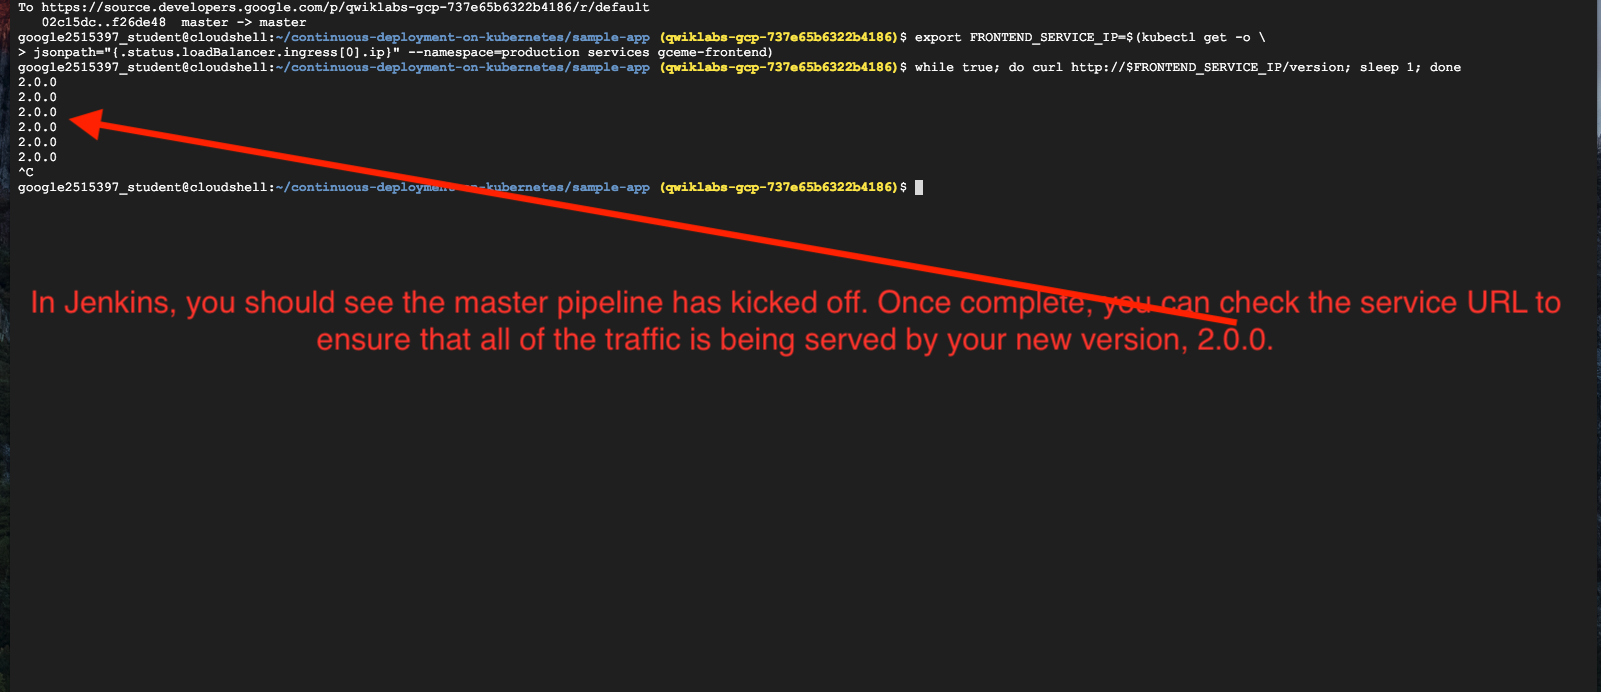 To https://source.developers.google.com/p/qwiklabs-gcp-737e65b6322b4186/r/default
   02c15dc..f26de48  master -> master
google2515397_student@cloudshell:~/continuous-deployment-on-kubernetes/sample-app (qwiklabs-gcp-737e65b6322b4186)$ export FRONTEND_SERVICE_IP=$(kubectl get -o \
> jsonpath="{.status.loadBalancer.ingress[0].ip}" --namespace=production services gceme-frontend)
google2515397_student@cloudshell:~/continuous-deployment-on-kubernetes/sample-app (qwiklabs-gcp-737e65b6322b4186)$ while true; do curl http://$FRONTEND_SERVICE_IP/version; sleep 1; done
2.0.0
2.0.0
2.0.0
2.0.0
2.0.0
2.0.0
^C
google2515397_student@cloudshell:~/continuous-deployment-on-kubernetes/sample-app (qwiklabs-gcp-737e65b6322b4186)$
In Jenkins, you should see the master pipeline has kicked off. Once complete, you can check the service URL to
ensure that all of the traffic is being served by your new version, 2.0.0.